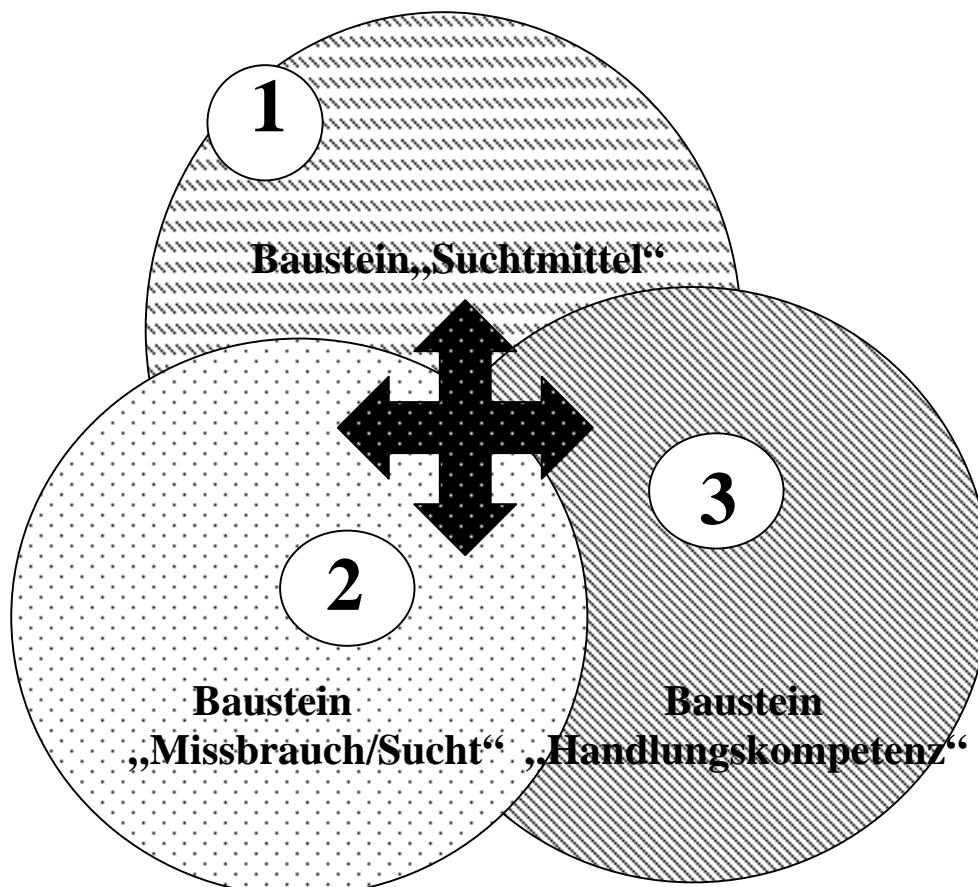 1
Baustein„Suchtmittel“
3
2
Baustein
„Missbrauch/Sucht“
Baustein
„Handlungskompetenz“